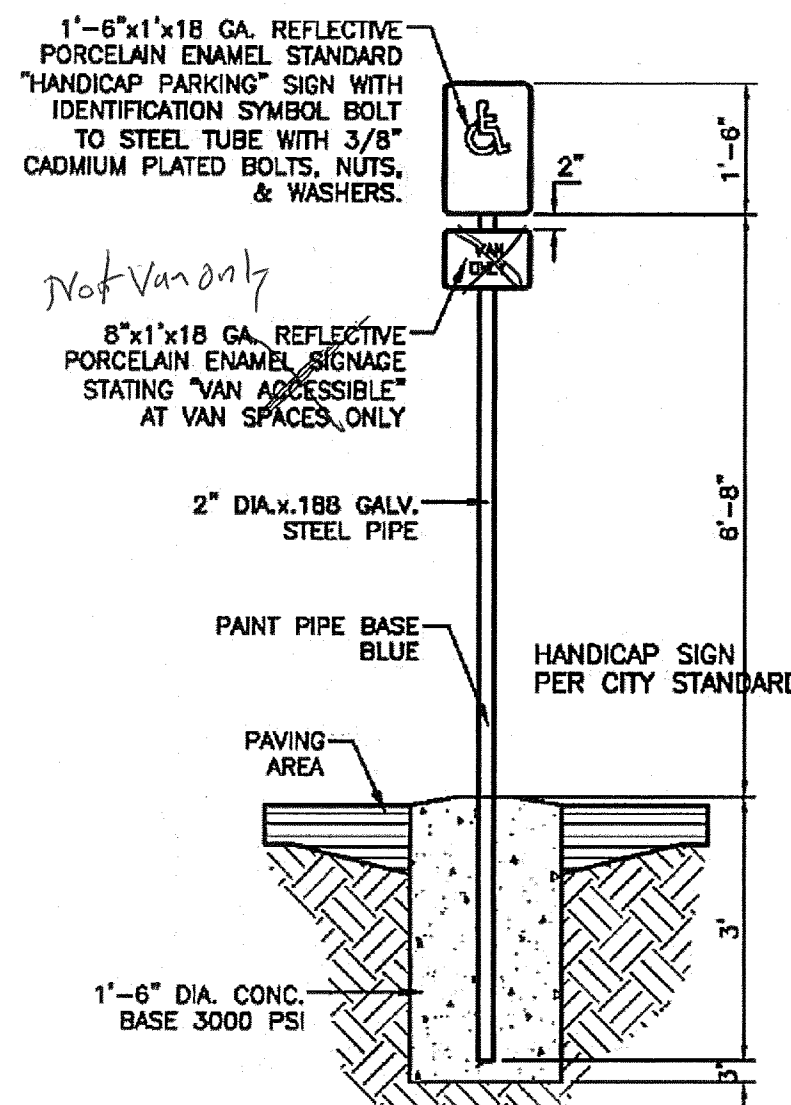 1'-6"x1'x18 GA. REFLECTIVE
PORCELAIN ENAMEL STANDARD
"HANDICAP PARKING" SIGN WITH
IDENTIFICATION SYMBOL BOLT
TO STEEL TUBE WITH 3/8"
CADMIUM PLATED BOLTS, NUTS,
& WASHERS.
2"
1'-6"
VAN
ONLY
Not Van only
8"x1'x18 GA. REFLECTIVE
PORCELAIN ENAMEL SIGNAGE
STATING "VAN ACCESSIBLE"
AT VAN SPACES ONLY
2" DIA.x.188 GALV.
STEEL PIPE
6'-8"
PAINT PIPE BASE
BLUE
HANDICAP SIGN
PER CITY STANDARD
PAVING
AREA
3'
1'-6" DIA. CONC.
BASE 3000 PSI
3"